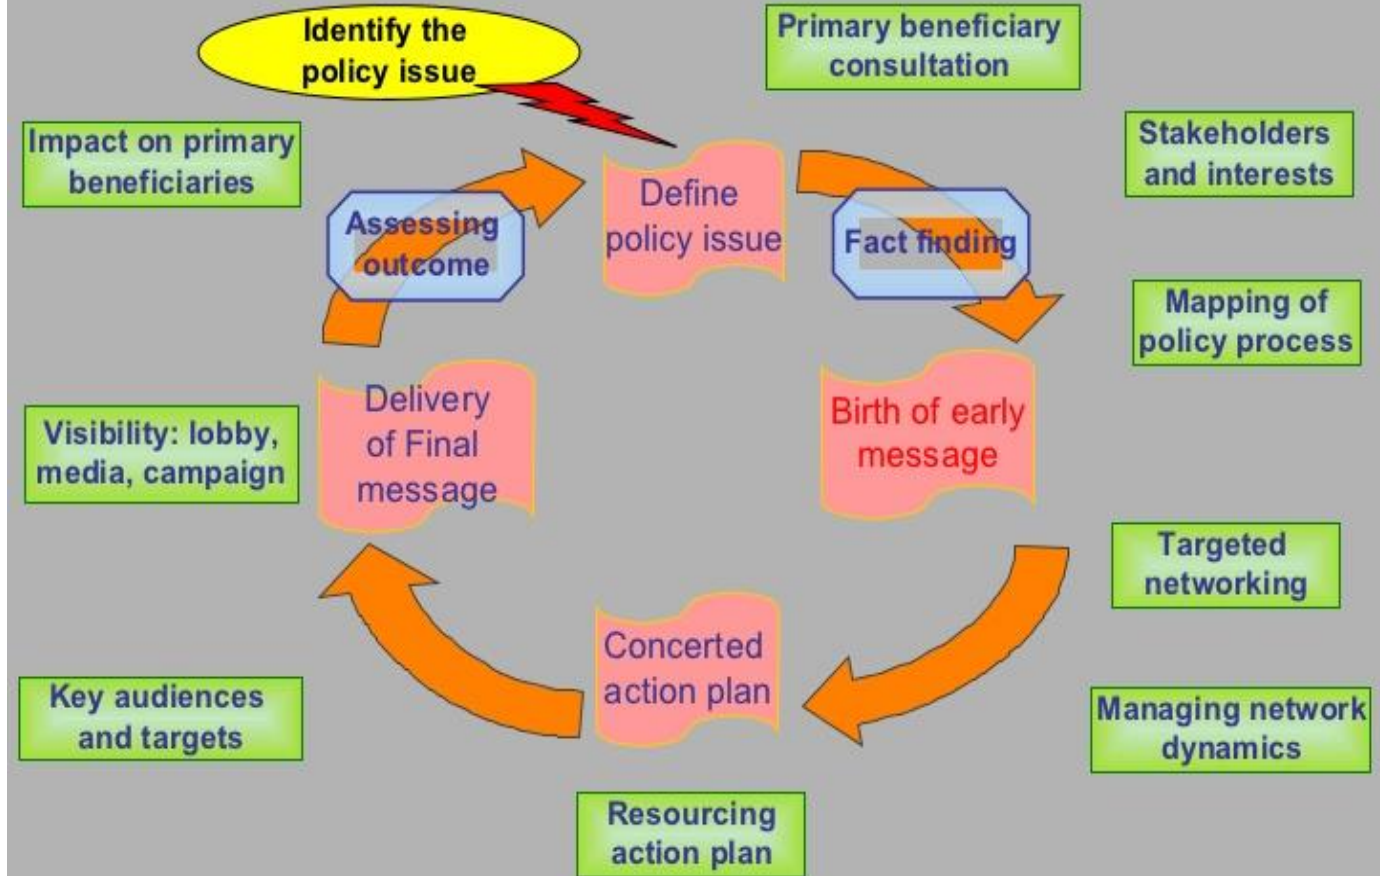 Identify the
policy issue
Primary beneficiary
consultation
Impact on primary
beneficiaries
Stakeholders
and interests
Define
policy issue
Assessing
outcome
Fact finding
Mapping of
policy process
Delivery
of Final
message
Birth of early
message
Visibility: lobby,
media, campaign
Targeted
networking
Concerted
action plan
Key audiences
and targets
Managing network
dynamics
Resourcing
action plan